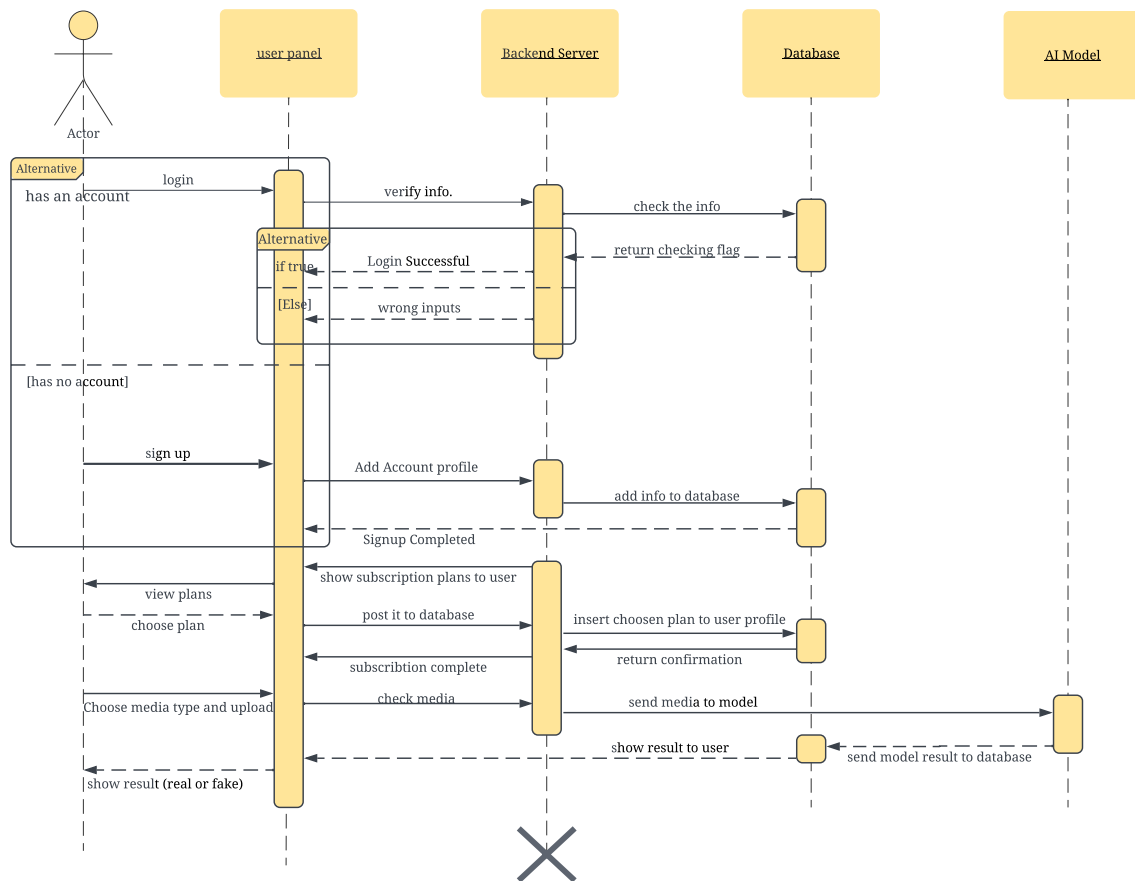 user panel
Backend Server
Database
AI Model
Actor
Alternative
login
has an account
verify info.
check the info
Alternative
return checking flag
if true
Login Successful
[Else]
wrong inputs
[has no account]
sign up
Add Account profile
add info to database
Signup Completed
show subscription plans to user
view plans
choose plan
post it to database
insert choosen plan to user profile
return confirmation
subscribtion complete
Choose media type and upload
check media
send media to model
show result to user
send model result to database
show result (real or fake)